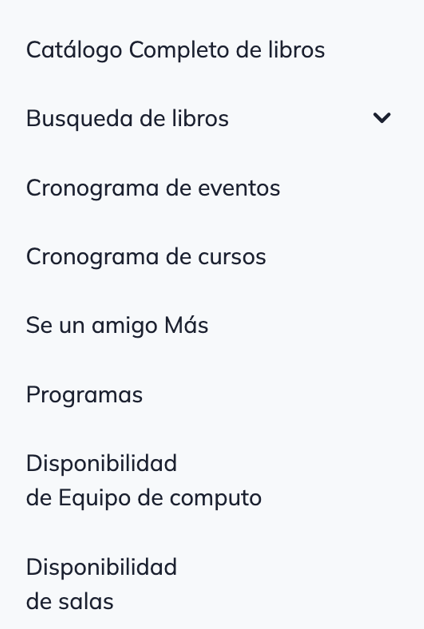 Catálogo Completo de libros
Busqueda de libros
Cronograma de eventos
Cronograma de cursos
Se un amigo Más
Programas
Disponibilidad
de Equipo de computo
Disponibilidad
de salas